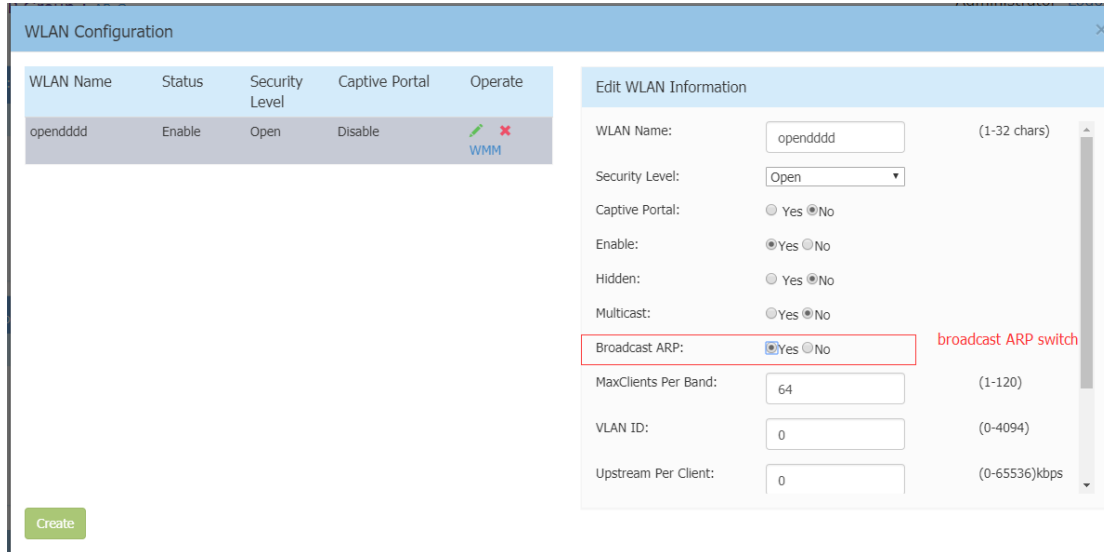 WLAN Configuration
WLAN Name Status Security Level Captive Portal Operate
opendddd Enable Open Disable
WMM
Create
Edit WLAN Information
WLAN Name: opendddd (1-32 chars)
Security Level: Open
Captive Portal: Yes No
Enable: Yes No
Hidden: Yes No
Multicast: Yes No
Broadcast ARP: Yes No broadcast ARP switch
MaxClients Per Band: 64 (1-120)
VLAN ID: 0 (0-4094)
Upstream Per Client: 0 (0-65536)kbps